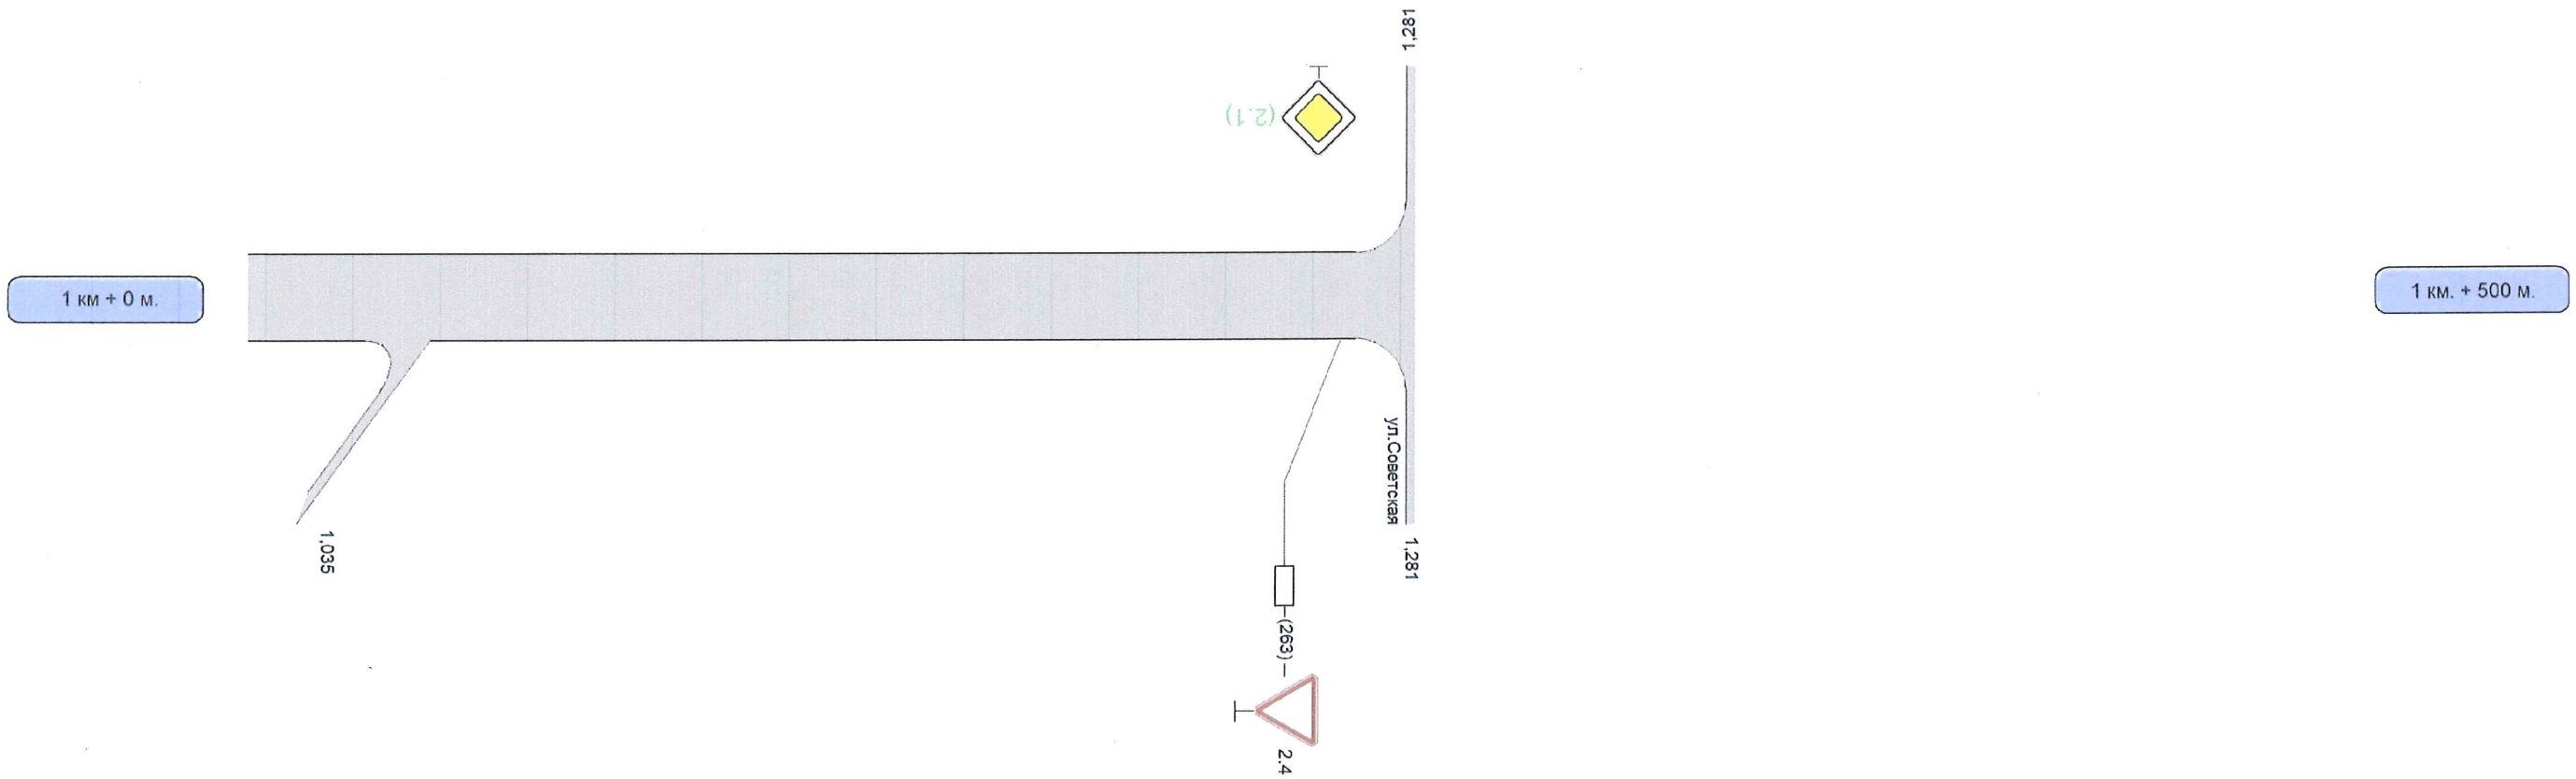 1,281
(2.1)
1 км + 0 м.
1 км. + 500 м.
ул.Советская
1,035
1,281
(263)
2.4